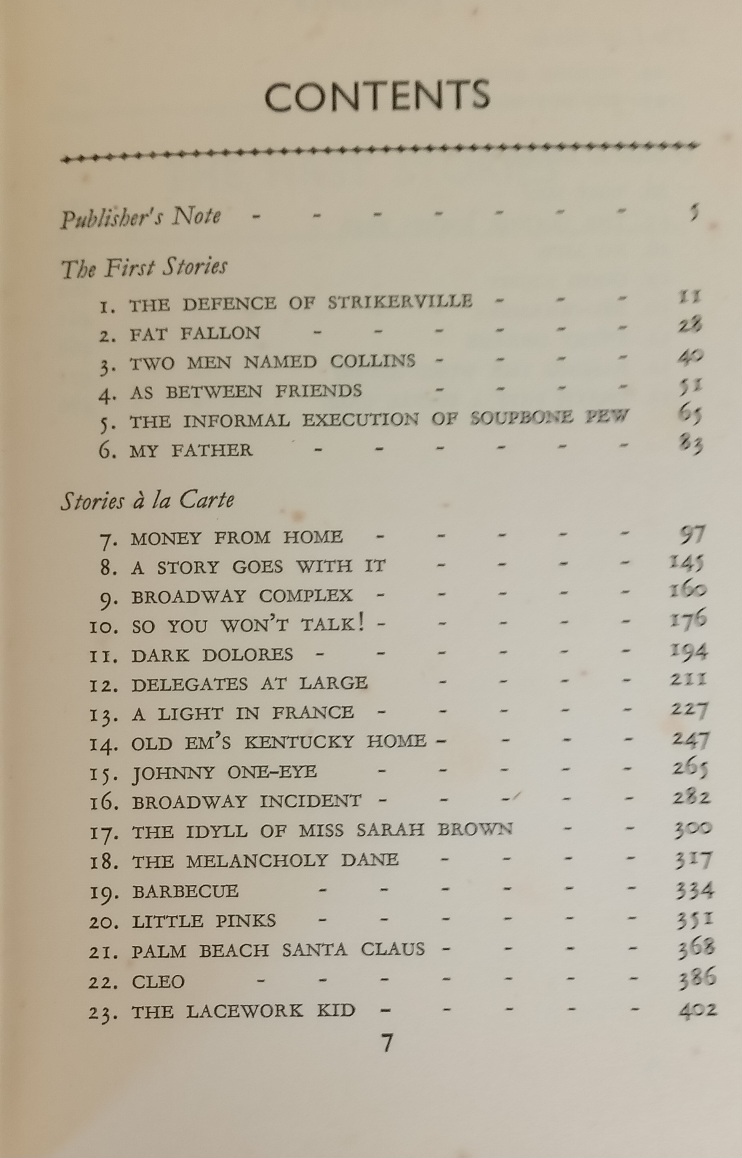 CONTENTS
Publisher's Note - - - - - - - 5
The First Stories
1. THE DEFENCE OF STRIKERVILLE - - - 11
2. FAT FALLON - - - - - - 28
3. TWO MEN NAMED COLLINS - - - - 40
4. AS BETWEEN FRIENDS - - - - 51
5. THE INFORMAL EXECUTION OF SOUPBONE PEW 65
6. MY FATHER - - - - - - 83
Stories à la Carte
7. MONEY FROM HOME - - - - - 97
8. A STORY GOES WITH IT - - - - 145
9. BROADWAY COMPLEX - - - - - 160
10. SO YOU WON'T TALK! - - - - - 176
11. DARK DOLORES - - - - - - 194
12. DELEGATES AT LARGE - - - - 211
13. A LIGHT IN FRANCE - - - - - 227
14. OLD EM'S KENTUCKY HOME - - - - 247
15. JOHNNY ONE-EYE - - - - - 265
16. BROADWAY INCIDENT - - - - - 282
17. THE IDYLL OF MISS SARAH BROWN - - 300
18. THE MELANCHOLY DANE - - - - 317
19. BARBECUE - - - - - - 334
20. LITTLE PINKS - - - - - - 351
21. PALM BEACH SANTA CLAUS - - - - 368
22. CLEO - - - - - - - 386
23. THE LACEWORK KID - - - - - 402
7